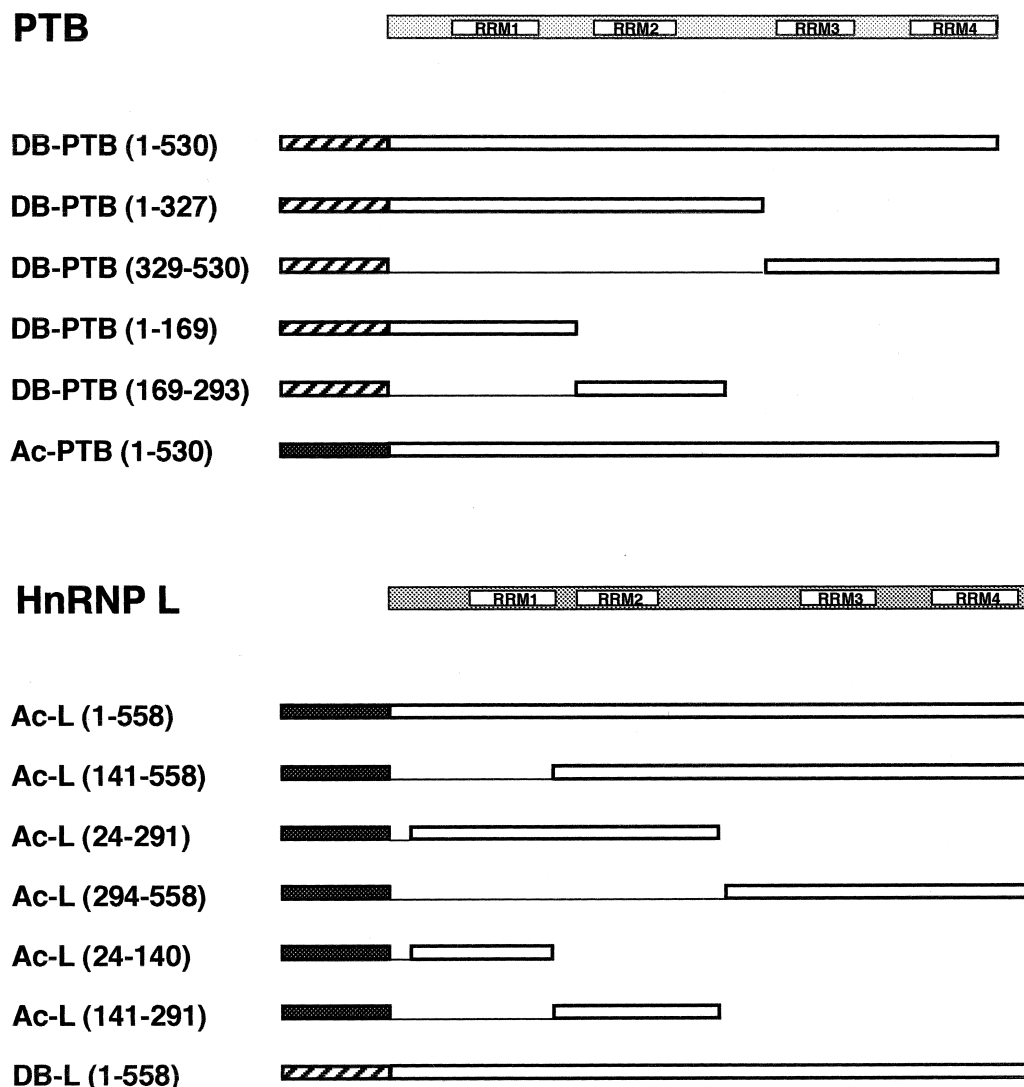 PTB
RRM1 RRM2 RRM3 RRM4
DB-PTB (1-530)
DB-PTB (1-327)
DB-PTB (329-530)
DB-PTB (1-169)
DB-PTB (169-293)
Ac-PTB (1-530)
HnRNP L
RRM1 RRM2 RRM3 RRM4
Ac-L (1-558)
Ac-L (141-558)
Ac-L (24-291)
Ac-L (294-558)
Ac-L (24-140)
Ac-L (141-291)
DB-L (1-558)